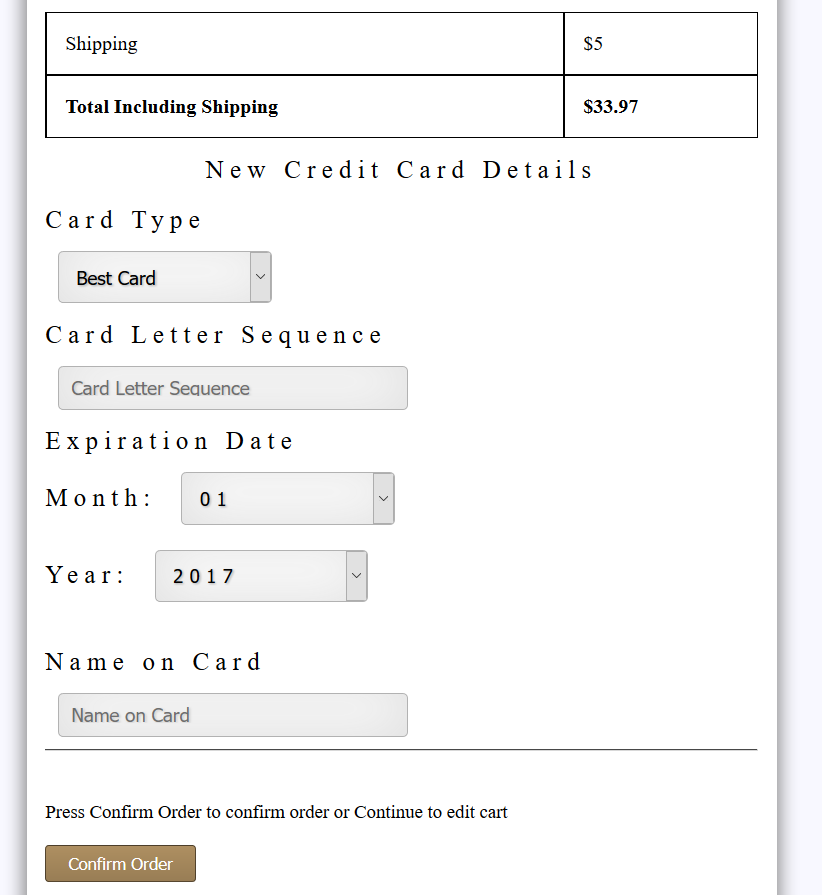 Shipping $5
Total Including Shipping $33.97
New Credit Card Details
Card Type
Best Card
Card Letter Sequence
Card Letter Sequence
Expiration Date
Month: 01
Year: 2017
Name on Card
Name on Card
Press Confirm Order to confirm order or Continue to edit cart
Confirm Order